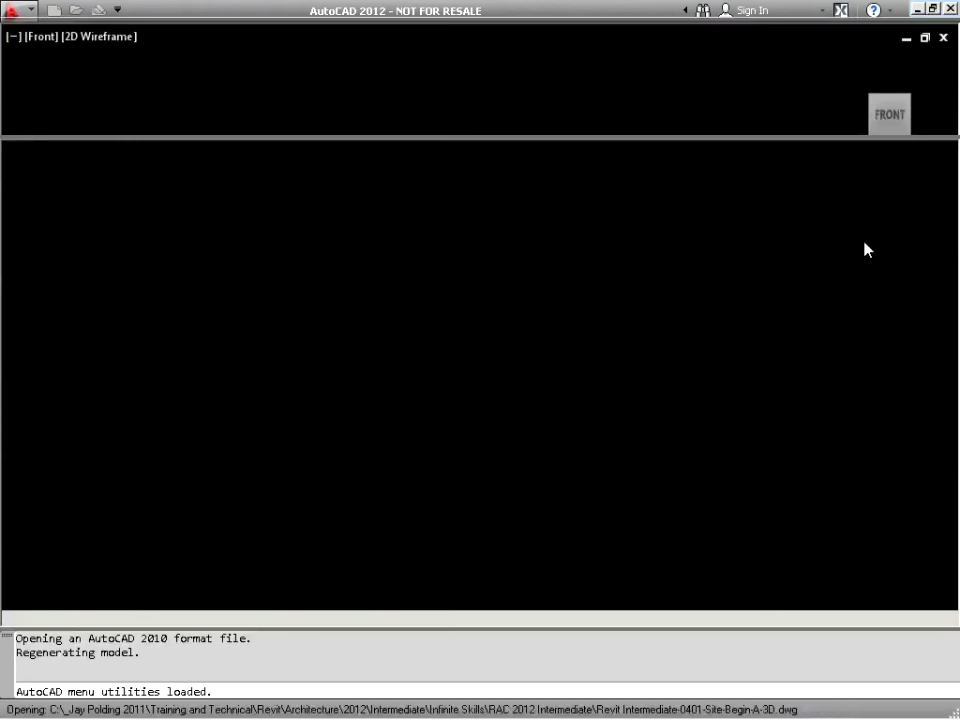 AutoCAD 2012 - NOT FOR RESALE
Sign In
[−] [Front] [2D Wireframe]
FRONT
Opening an AutoCAD 2010 format file.
Regenerating model.
AutoCAD menu utilities loaded.
Opening: C:\_Jay Polding 2011\Training and Technical\Revit\Architecture\2012\Intermediate\Infinite Skills\RAC 2012 Intermediate\Revit Intermediate-0401-Site-Begin-A-3D.dwg